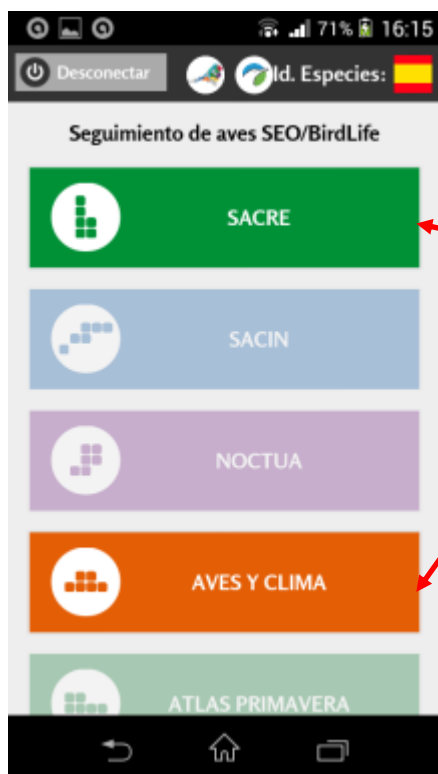 71% 16:15
Desconectar Id. Especies:
Seguimiento de aves SEO/BirdLife
SACRE
SACIN
NOCTUA
AVES Y CLIMA
ATLAS PRIMAVERA